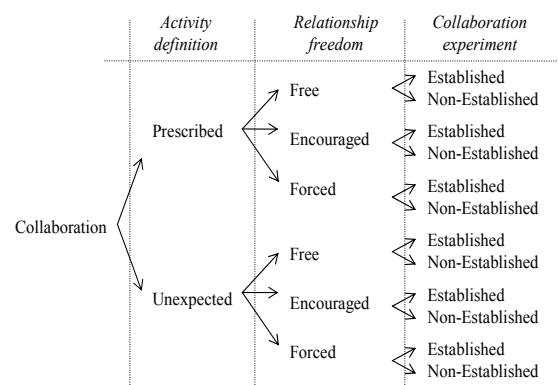 Activity definition
Relationship freedom
Collaboration experiment
Collaboration
Prescribed
Free
Established
Non-Established
Encouraged
Established
Non-Established
Forced
Established
Non-Established
Unexpected
Free
Established
Non-Established
Encouraged
Established
Non-Established
Forced
Established
Non-Established